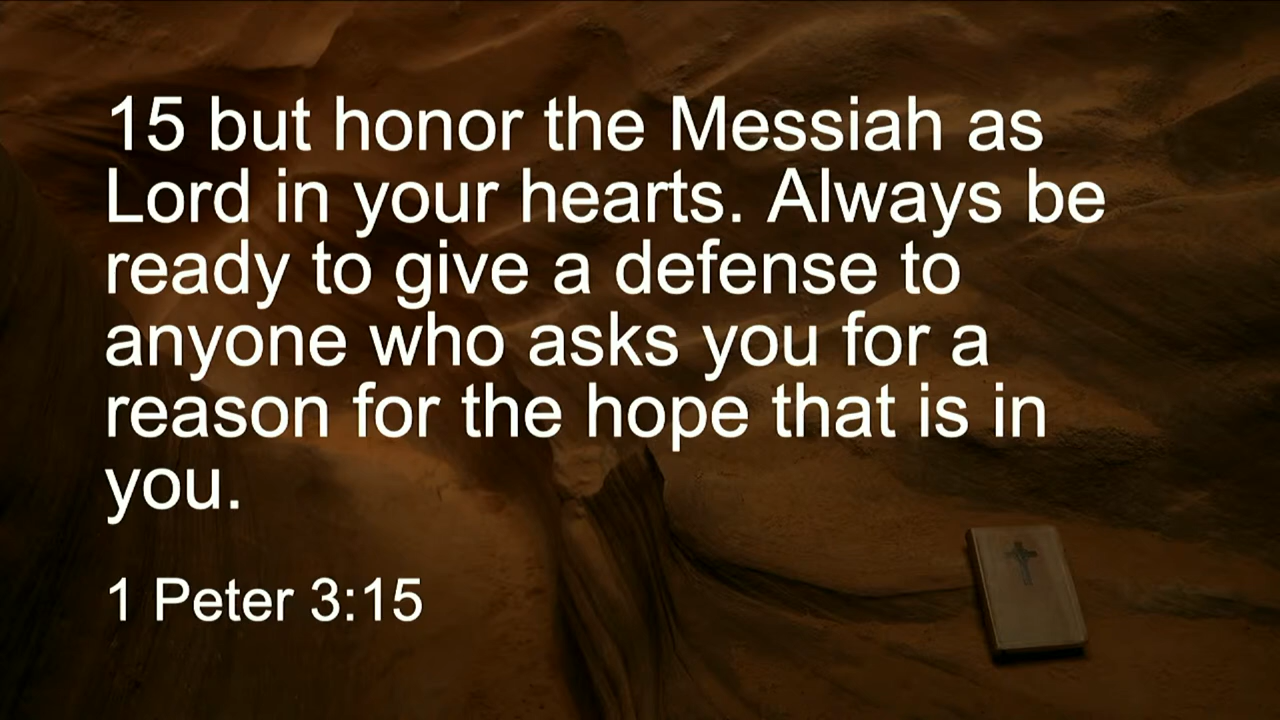 15 but honor the Messiah as
Lord in your hearts. Always be
ready to give a defense to
anyone who asks you for a
reason for the hope that is in
you.
1 Peter 3:15